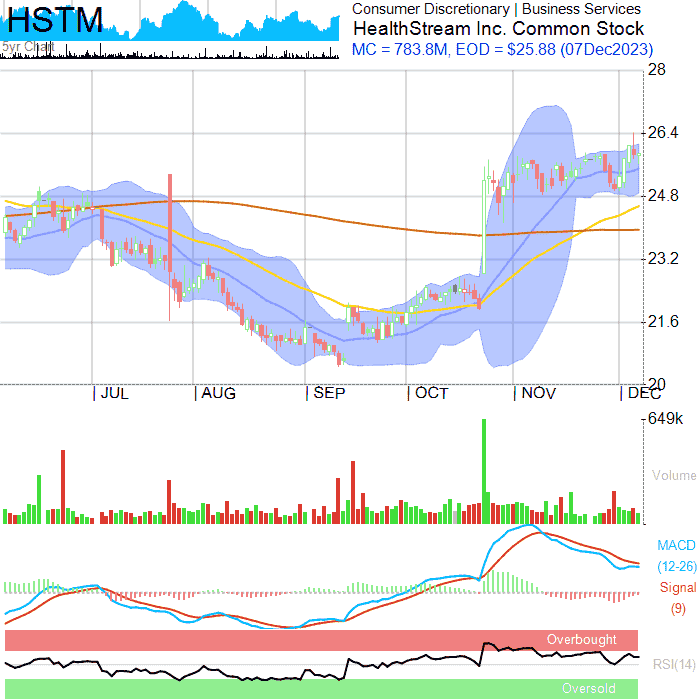 HSTM
5yr Chart
Consumer Discretionary | Business Services
HealthStream Inc. Common Stock
MC = 783.8M, EOD = $25.88 (07Dec2023)
28
26.4
24.8
23.2
21.6
20
JUL AUG SEP OCT NOV DEC
649k
Volume
MACD
(12-26)
Signal
(9)
Overbought
RSI(14)
Oversold